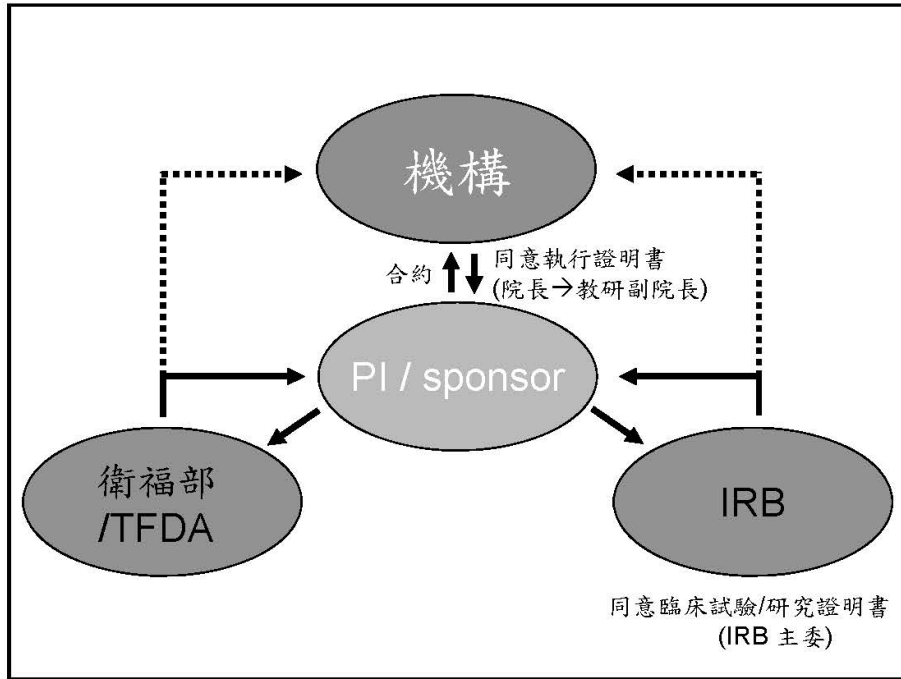 機構
合約
同意執行證明書
(院長→教研副院長)
PI / sponsor
衛福部
/TFDA
IRB
同意臨床試驗/研究證明書
(IRB 主委)